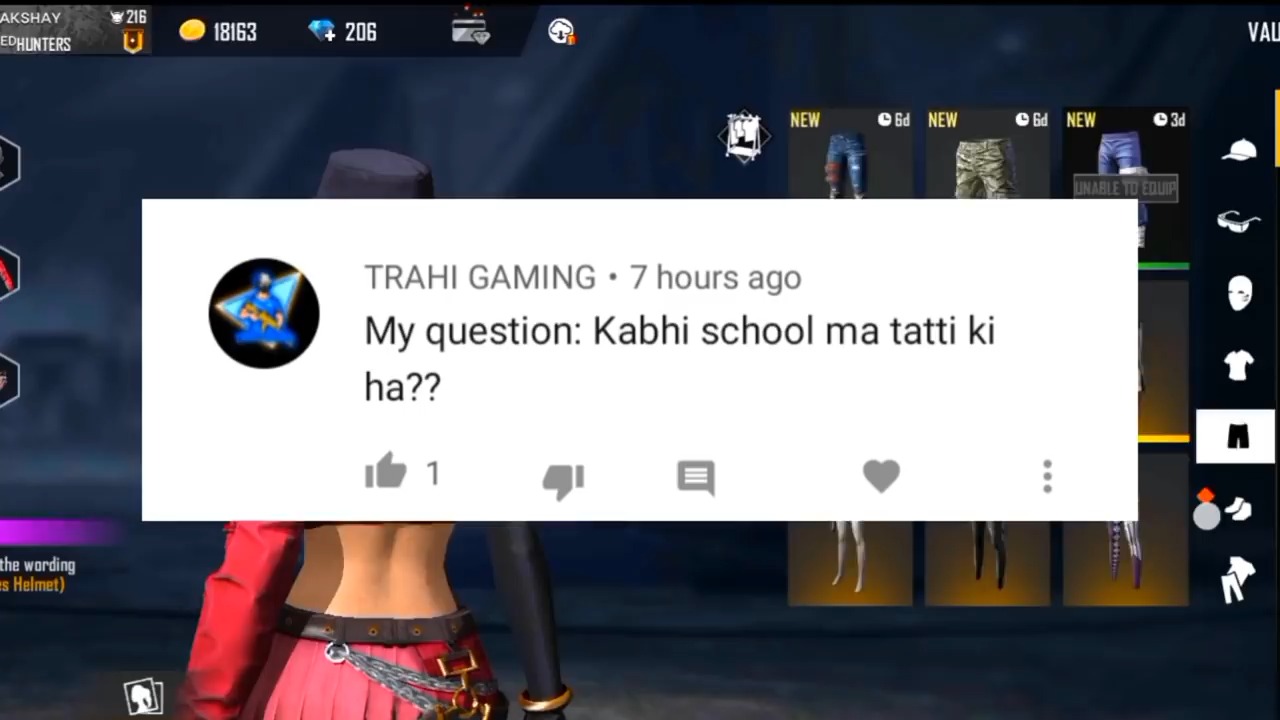 AKSHAY
216
HUNTERS
18163
206
VAU
NEW 6d
NEW 6d
NEW 3d
UNABLE TO EQUIP
TRAHI GAMING • 7 hours ago
My question: Kabhi school ma tatti ki
ha??
1
the wording
es Helmet)